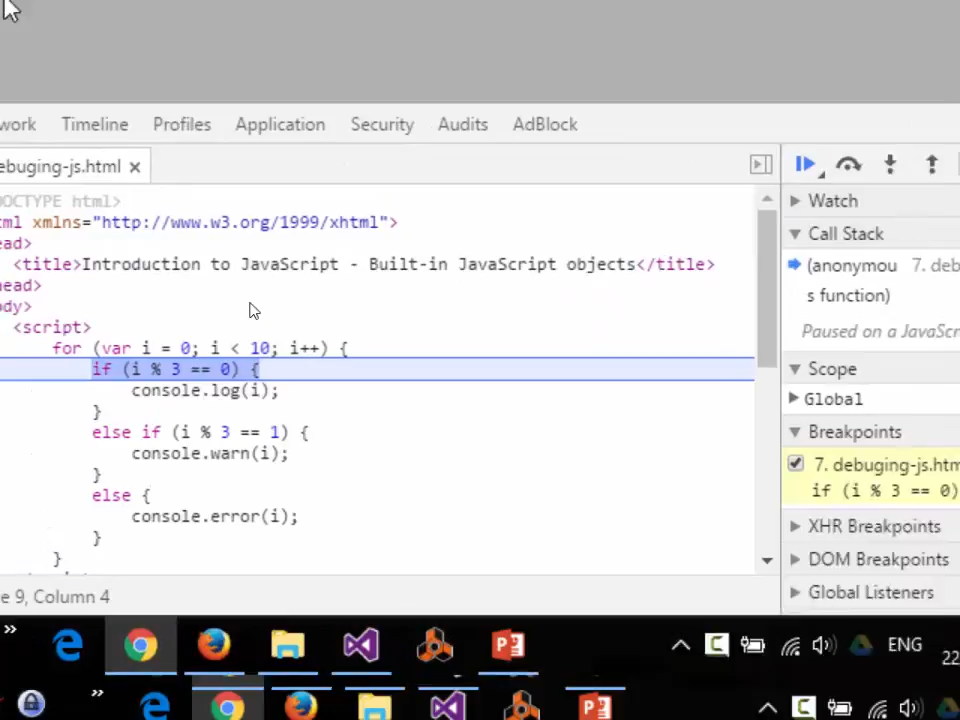 work Timeline Profiles Application Security Audits AdBlock
ebuging-js.html ×
DOCTYPE html>
tml xmlns="http://www.w3.org/1999/xhtml">
ead>
<title>Introduction to JavaScript - Built-in JavaScript objects</title>
head>
ody>
<script>
for (var i = 0; i < 10; i++) {
if (i % 3 == 0) {
console.log(i);
}
else if (i % 3 == 1) {
console.warn(i);
}
else {
console.error(i);
}
}
e 9, Column 4
Watch
Call Stack
(anonymou 7. deb
s function)
Paused on a JavaScr
Scope
Global
Breakpoints
7. debuging-js.htm
if (i % 3 == 0)
XHR Breakpoints
DOM Breakpoints
Global Listeners
ENG
22